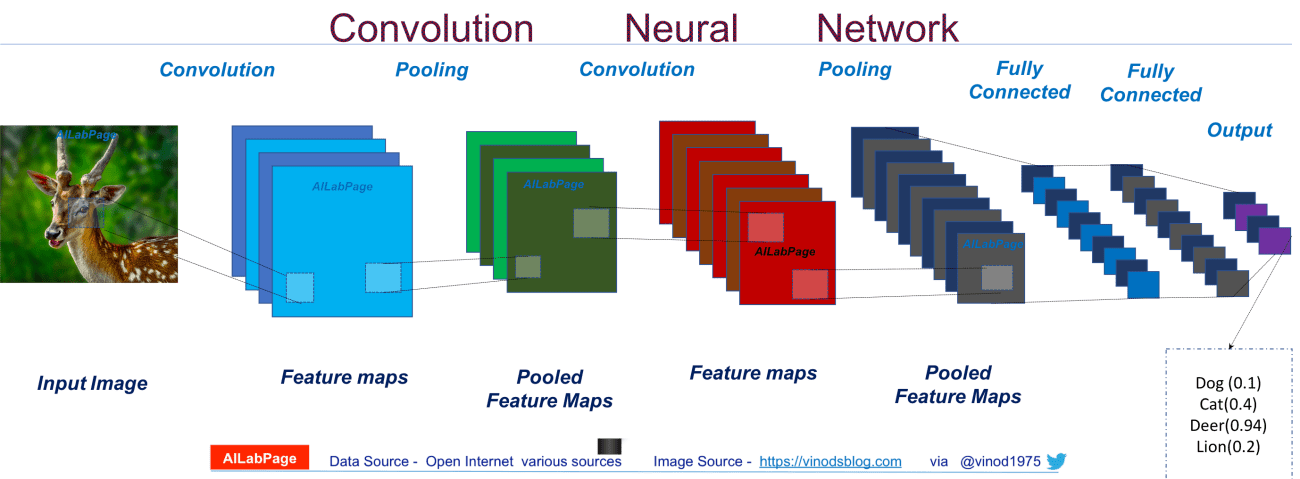 Convolution Neural Network
Convolution
Pooling
Convolution
Pooling
Fully
Connected
Fully
Connected
Output
AILabPage
AILabPage
AILabPage
AILabPage
AILabPage
Input Image
Feature maps
Pooled
Feature Maps
Feature maps
Pooled
Feature Maps
Dog (0.1)
Cat(0.4)
Deer(0.94)
Lion(0.2)
AILabPage
Data Source - Open Internet various sources
Image Source - https://vinodsblog.com via @vinod1975